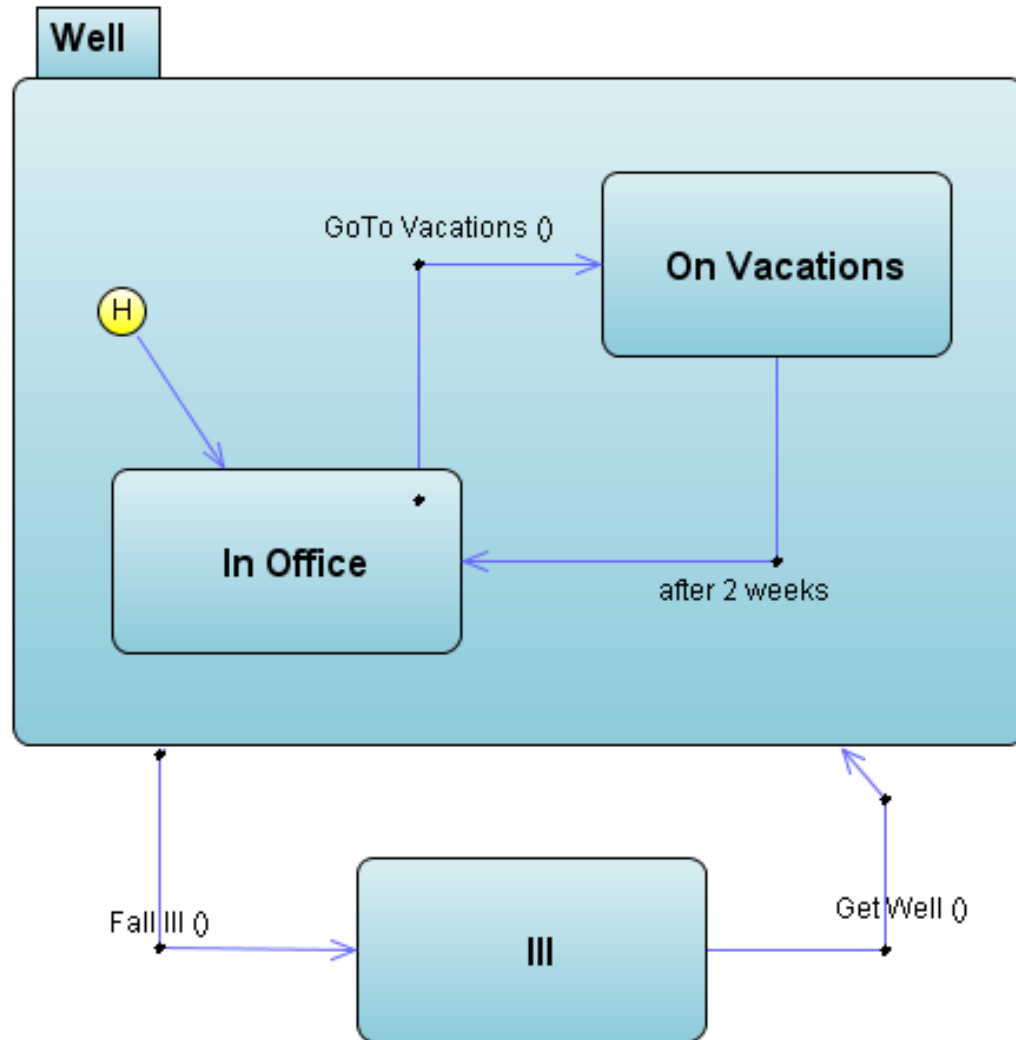 Well
GoTo Vacations ()
On Vacations
H
In Office
after 2 weeks
Fall Ill ()
Get Well ()
Ill